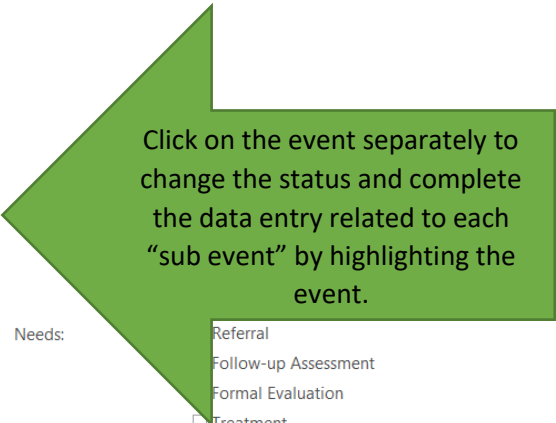 Click on the event separately to
change the status and complete
the data entry related to each
“sub event” by highlighting the
event.
Needs:
Referral
Follow-up Assessment
Formal Evaluation
Treatment